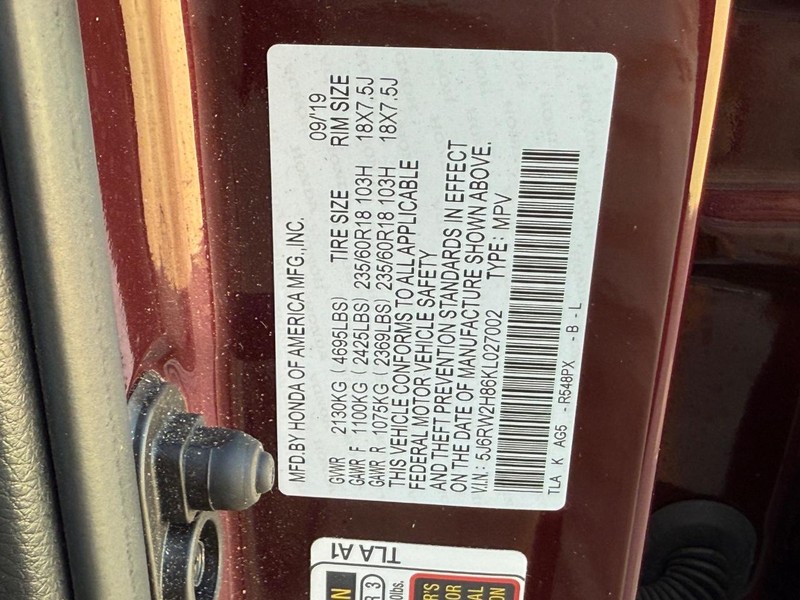 MFD.BY HONDA OF AMERICA MFG.,INC. 09/'19
GVWR 2130KG ( 4695LBS) TIRE SIZE RIM SIZE
GAWR F 1100KG ( 2425LBS) 235/60R18 103H 18X7.5J
GAWR R 1075KG ( 2369LBS) 235/60R18 103H 18X7.5J
THIS VEHICLE CONFORMS TO ALL APPLICABLE
FEDERAL MOTOR VEHICLE SAFETY
AND THEFT PREVENTION STANDARDS IN EFFECT
ON THE DATE OF MANUFACTURE SHOWN ABOVE.
V.I.N.: 5J6RW2H86KL027002 TYPE: MPV
TLA K AG5 -R548PX -B-L
TLA A1